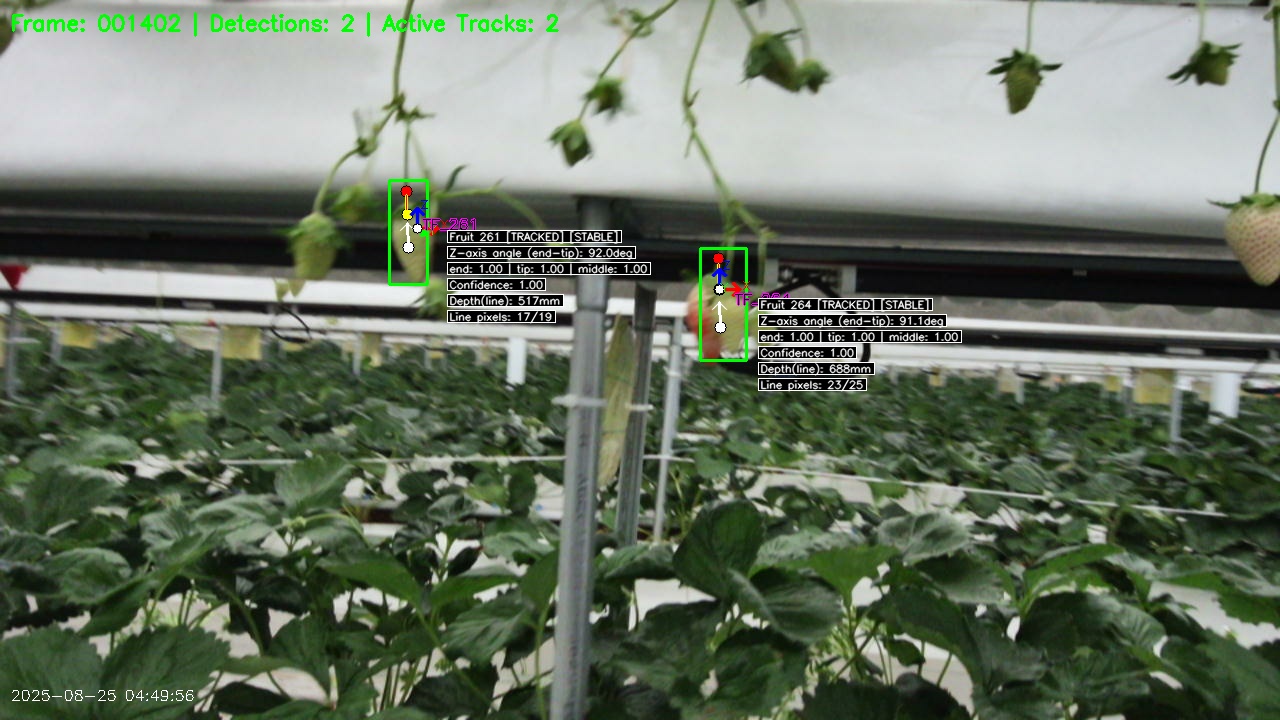 Frame: 001402 | Detections: 2 | Active Tracks: 2
TF_261
Fruit 261 [TRACKED] [STABLE]
Z-axis angle (end-tip): 92.0deg
end: 1.00 | tip: 1.00 | middle: 1.00
Confidence: 1.00
Depth(line): 517mm
Line pixels: 17/19
Fruit 264 [TRACKED] [STABLE]
Z-axis angle (end-tip): 91.1deg
end: 1.00 | tip: 1.00 | middle: 1.00
Confidence: 1.00
Depth(line): 688mm
Line pixels: 23/25
2025-08-25 04:49:56